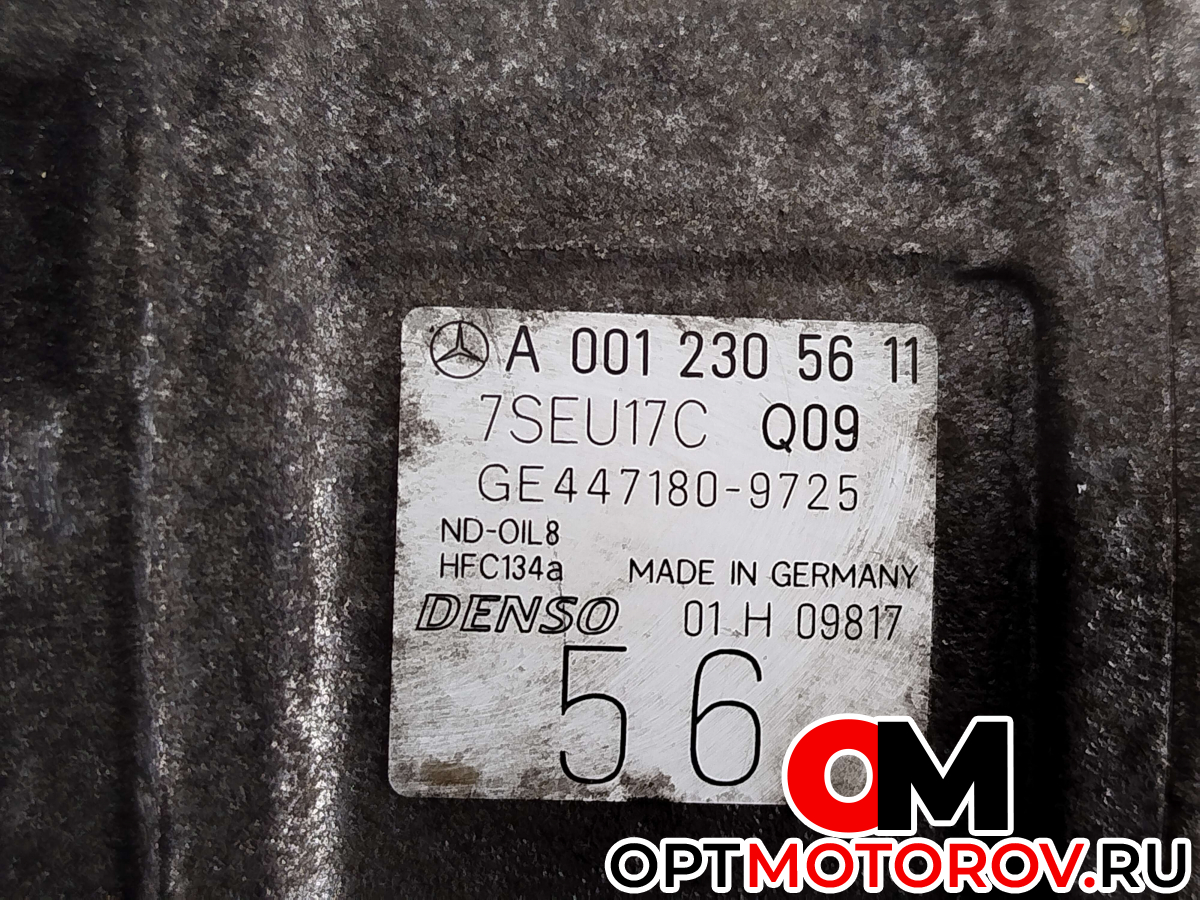 A 001 230 56 11
7SEU17C Q09
GE447180-9725
ND-OIL8
HFC134a MADE IN GERMANY
DENSO 01 H 09817
56
OM
OPTMOTOROV.RU